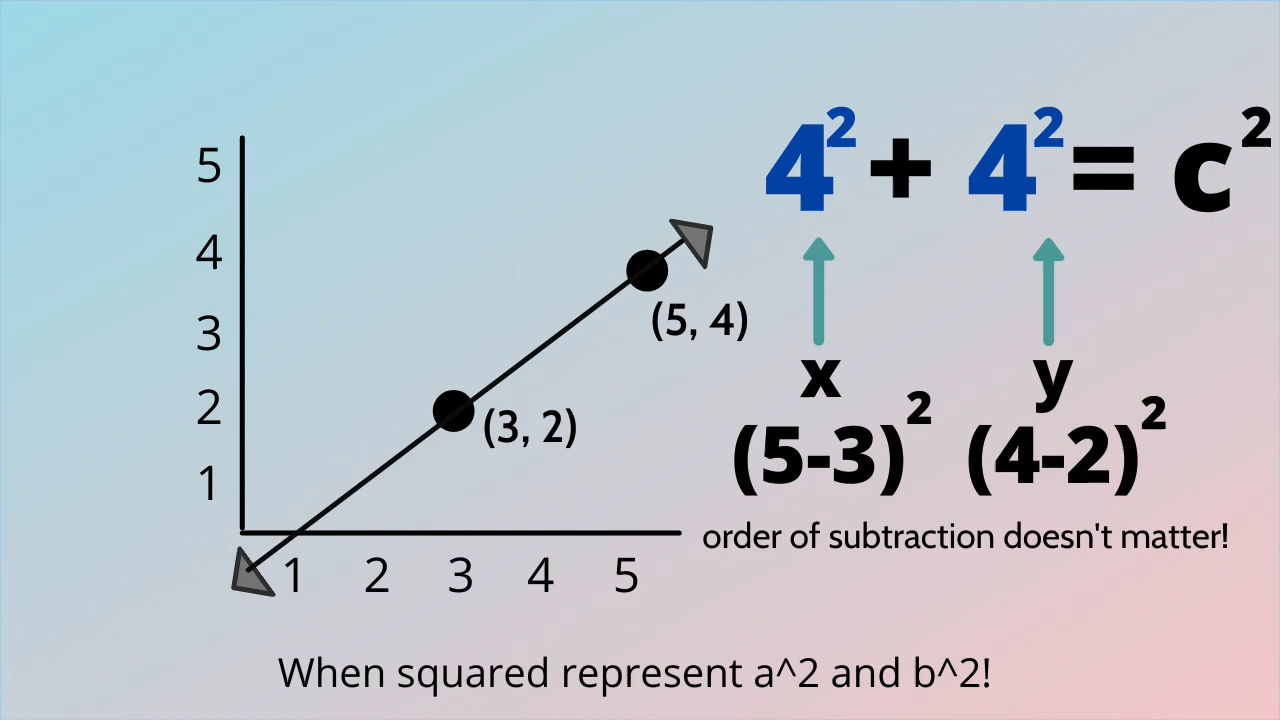 4² + 4² = c²
5
4
3
2
1
(5, 4)
(3, 2)
x y
(5-3)² (4-2)²
order of subtraction doesn't matter!
1 2 3 4 5
When squared represent a^2 and b^2!